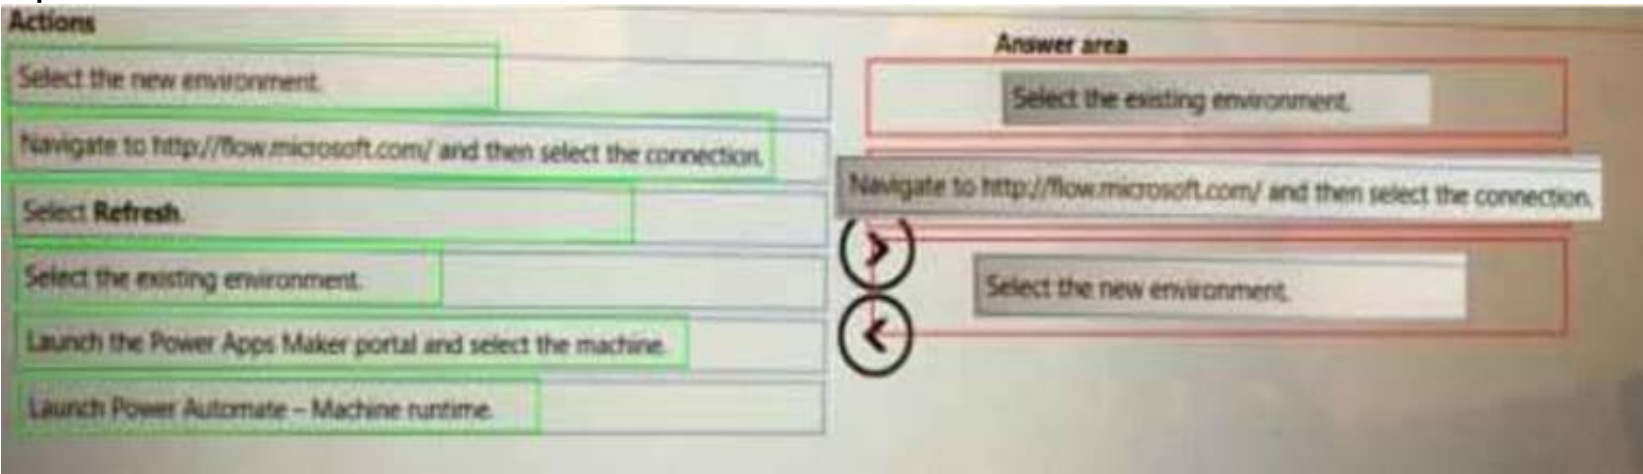 Actions
Select the new environment.
Navigate to http://flow.microsoft.com/ and then select the connection.
Select Refresh.
Select the existing environment.
Launch the Power Apps Maker portal and select the machine.
Launch Power Automate – Machine runtime.
Answer area
Select the existing environment.
Navigate to http://flow.microsoft.com/ and then select the connection.
Select the new environment.